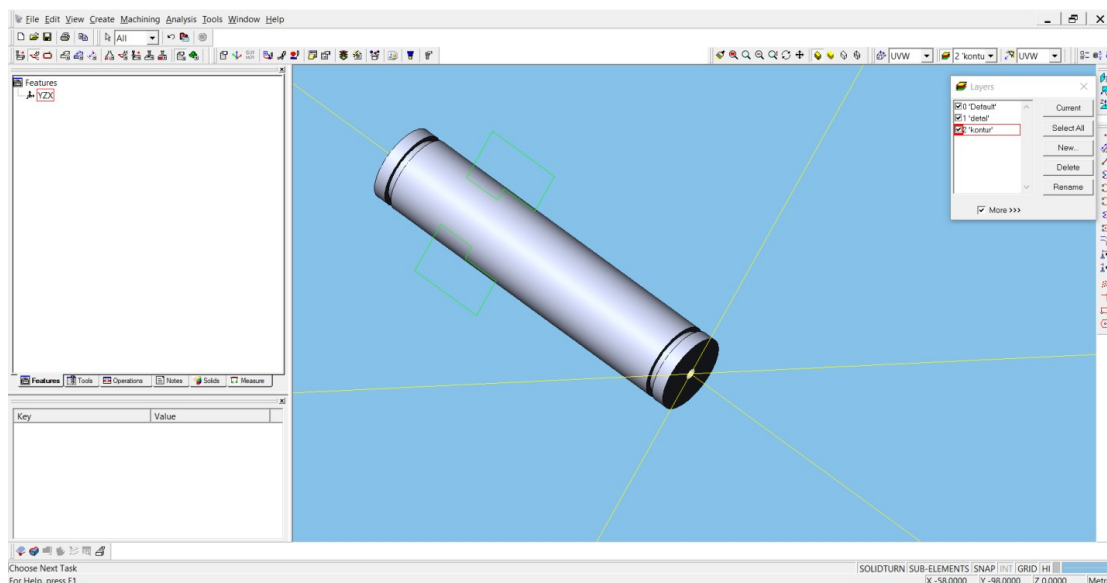 File Edit View Create Machining Analysis Tools Window Help
All
UVW
2 'kontu
UVW
Features
YZX
Layers
0 'Default'
1 'detal'
2 'kontur'
Current
Select All
New...
Delete
Rename
More >>>
Features Tools Operations Notes Solids Measure
Key Value
Choose Next Task
SOLIDTURN SUB-ELEMENTS SNAP INT GRID HI
For Help, press F1
X -58.0000 Y -98.0000 Z 0.0000 Metr